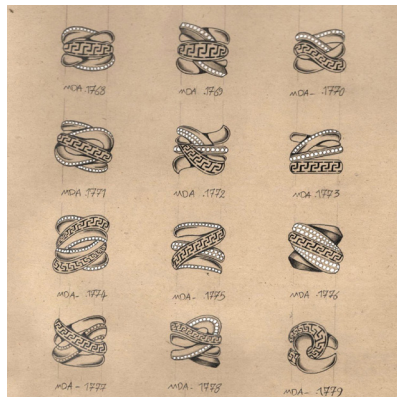 MDA .1768
MDA .1769
MDA- .1770
MDA .1771
MDA .1772
MDA .1773
MDA- .1774
MDA- .1775
MDA .1776
MDA- .1777
MDA- .1778
MDA- .1779